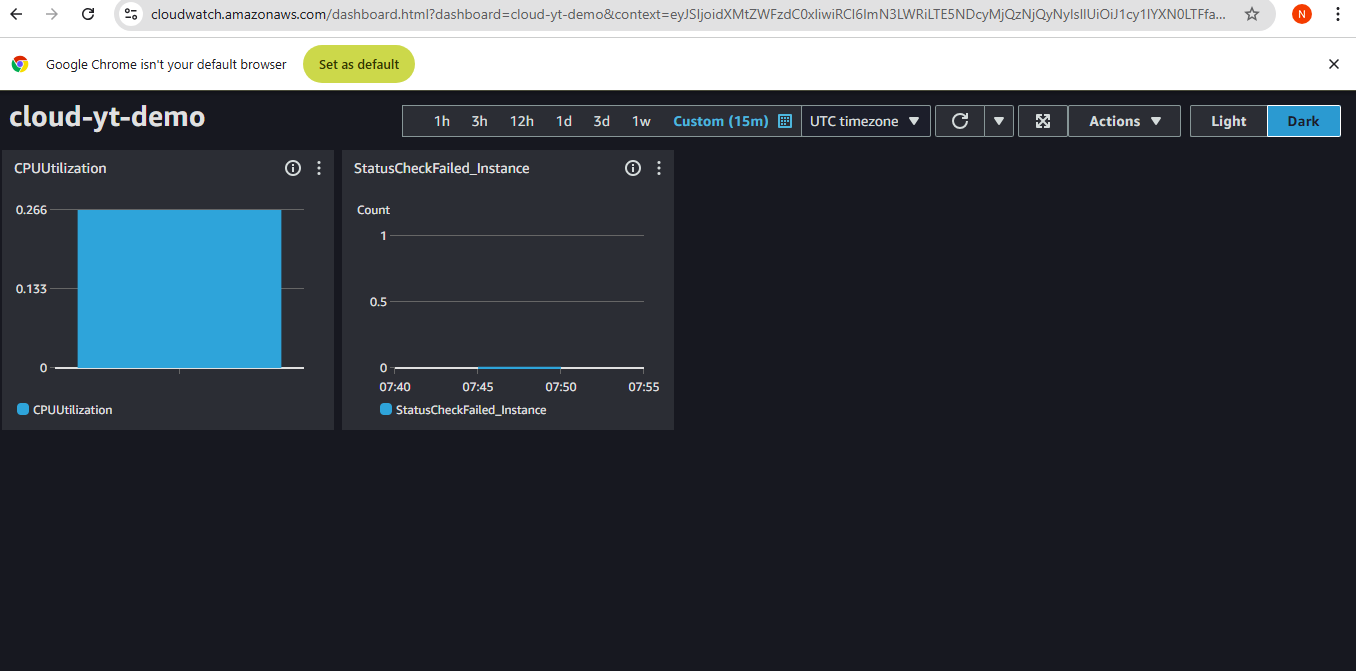 cloudwatch.amazonaws.com/dashboard.html?dashboard=cloud-yt-demo&context=eyJSIjoidXMtZWFzdC0xIiwiRCI6ImN3LWRiLTE5NDcyMjQzNjQyNyIsIlUiOiJ1cy1lYXN0LTFfa...
N
Google Chrome isn't your default browser
Set as default
cloud-yt-demo
1h 3h 12h 1d 3d 1w Custom (15m)
UTC timezone
Actions
Light
Dark
CPUUtilization
0.266
0.133
0
CPUUtilization
StatusCheckFailed_Instance
Count
1
0.5
0
07:40 07:45 07:50 07:55
StatusCheckFailed_Instance